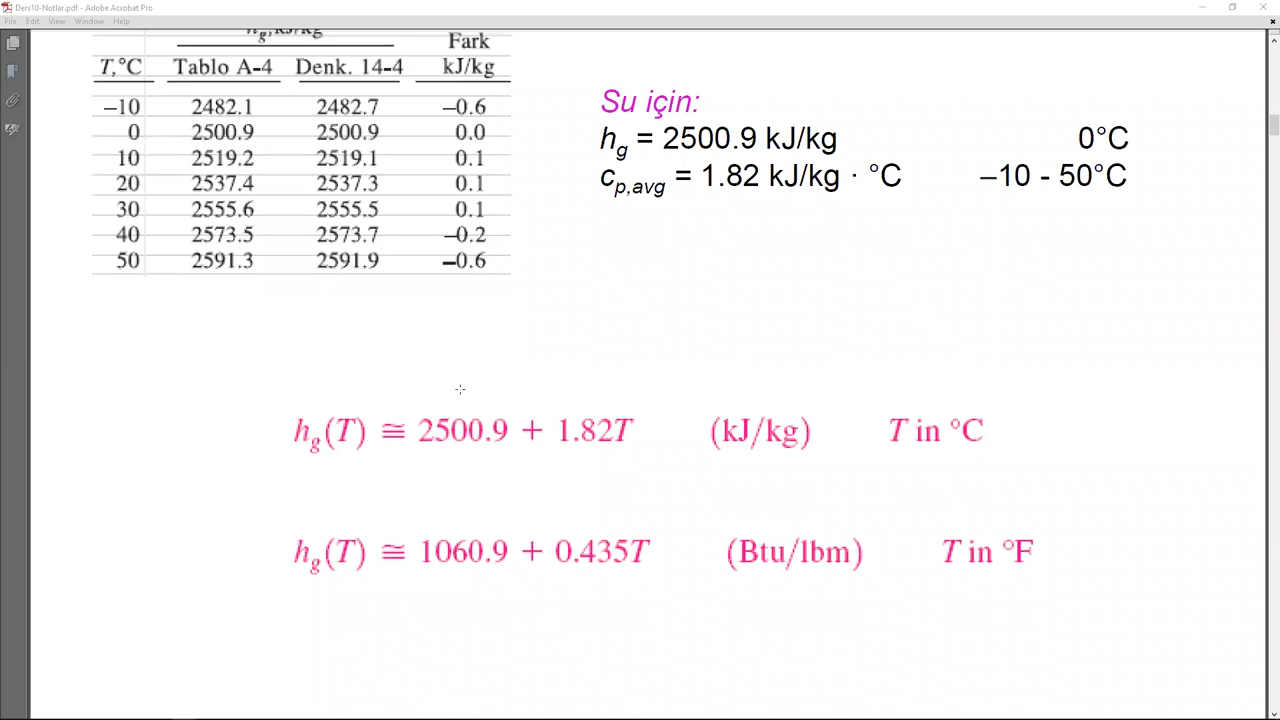 Ders10-Notlar.pdf - Adobe Acrobat Pro
File Edit View Window Help
hg, kJ/kg Fark
T,°C Tablo A-4 Denk. 14-4 kJ/kg
–10 2482.1 2482.7 –0.6
0 2500.9 2500.9 0.0
10 2519.2 2519.1 0.1
20 2537.4 2537.3 0.1
30 2555.6 2555.5 0.1
40 2573.5 2573.7 –0.2
50 2591.3 2591.9 –0.6
Su için:
hg = 2500.9 kJ/kg 0°C
cp,avg = 1.82 kJ/kg · °C –10 - 50°C
hg(T) ≅ 2500.9 + 1.82T (kJ/kg) T in °C
hg(T) ≅ 1060.9 + 0.435T (Btu/lbm) T in °F